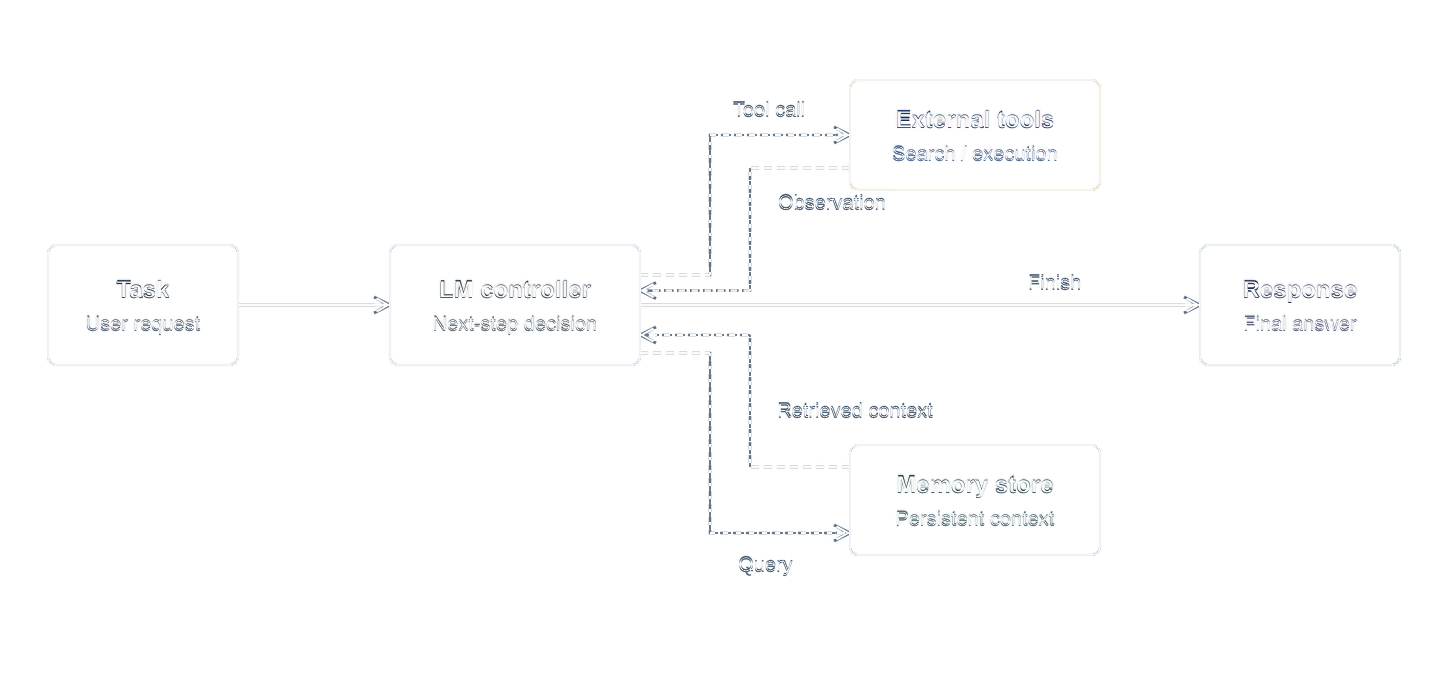 Tool call
External tools
Search / execution
Observation
Task
User request
LM controller
Next-step decision
Finish
Response
Final answer
Retrieved context
Memory store
Persistent context
Query